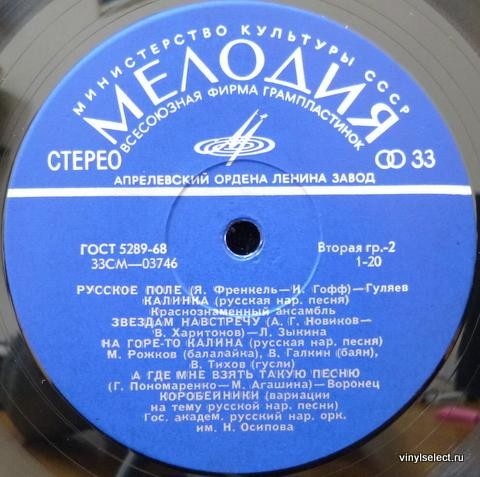 МИНИСТЕРСТВО КУЛЬТУРЫ СССР
МЕЛОДИЯ
ВСЕСОЮЗНАЯ ФИРМА ГРАМПЛАСТИНОК
СТЕРЕО 33
АПРЕЛЕВСКИЙ ОРДЕНА ЛЕНИНА ЗАВОД
ГОСТ 5289-68 Вторая гр.-2
33СМ—03746 1-20
РУССКОЕ ПОЛЕ (Я. Френкель—И. Гофф)—Гуляев
КАЛИНКА (русская нар. песня)
Краснознаменный ансамбль
ЗВЕЗДАМ НАВСТРЕЧУ (А. Г. Новиков—
В. Харитонов)—Л. Зыкина
НА ГОРЕ-ТО КАЛИНА (русская нар. песня)
М. Рожков (балалайка), В. Галкин (баян),
В. Тихов (гусли)
А ГДЕ МНЕ ВЗЯТЬ ТАКУЮ ПЕСНЮ
(Г. Пономаренко—М. Агашина)—Воронец
КОРОБЕЙНИКИ (вариации
на тему русской нар. песни)
Гос. академ. русский нар. орк.
им. Н. Осипова
vinylselect.ru